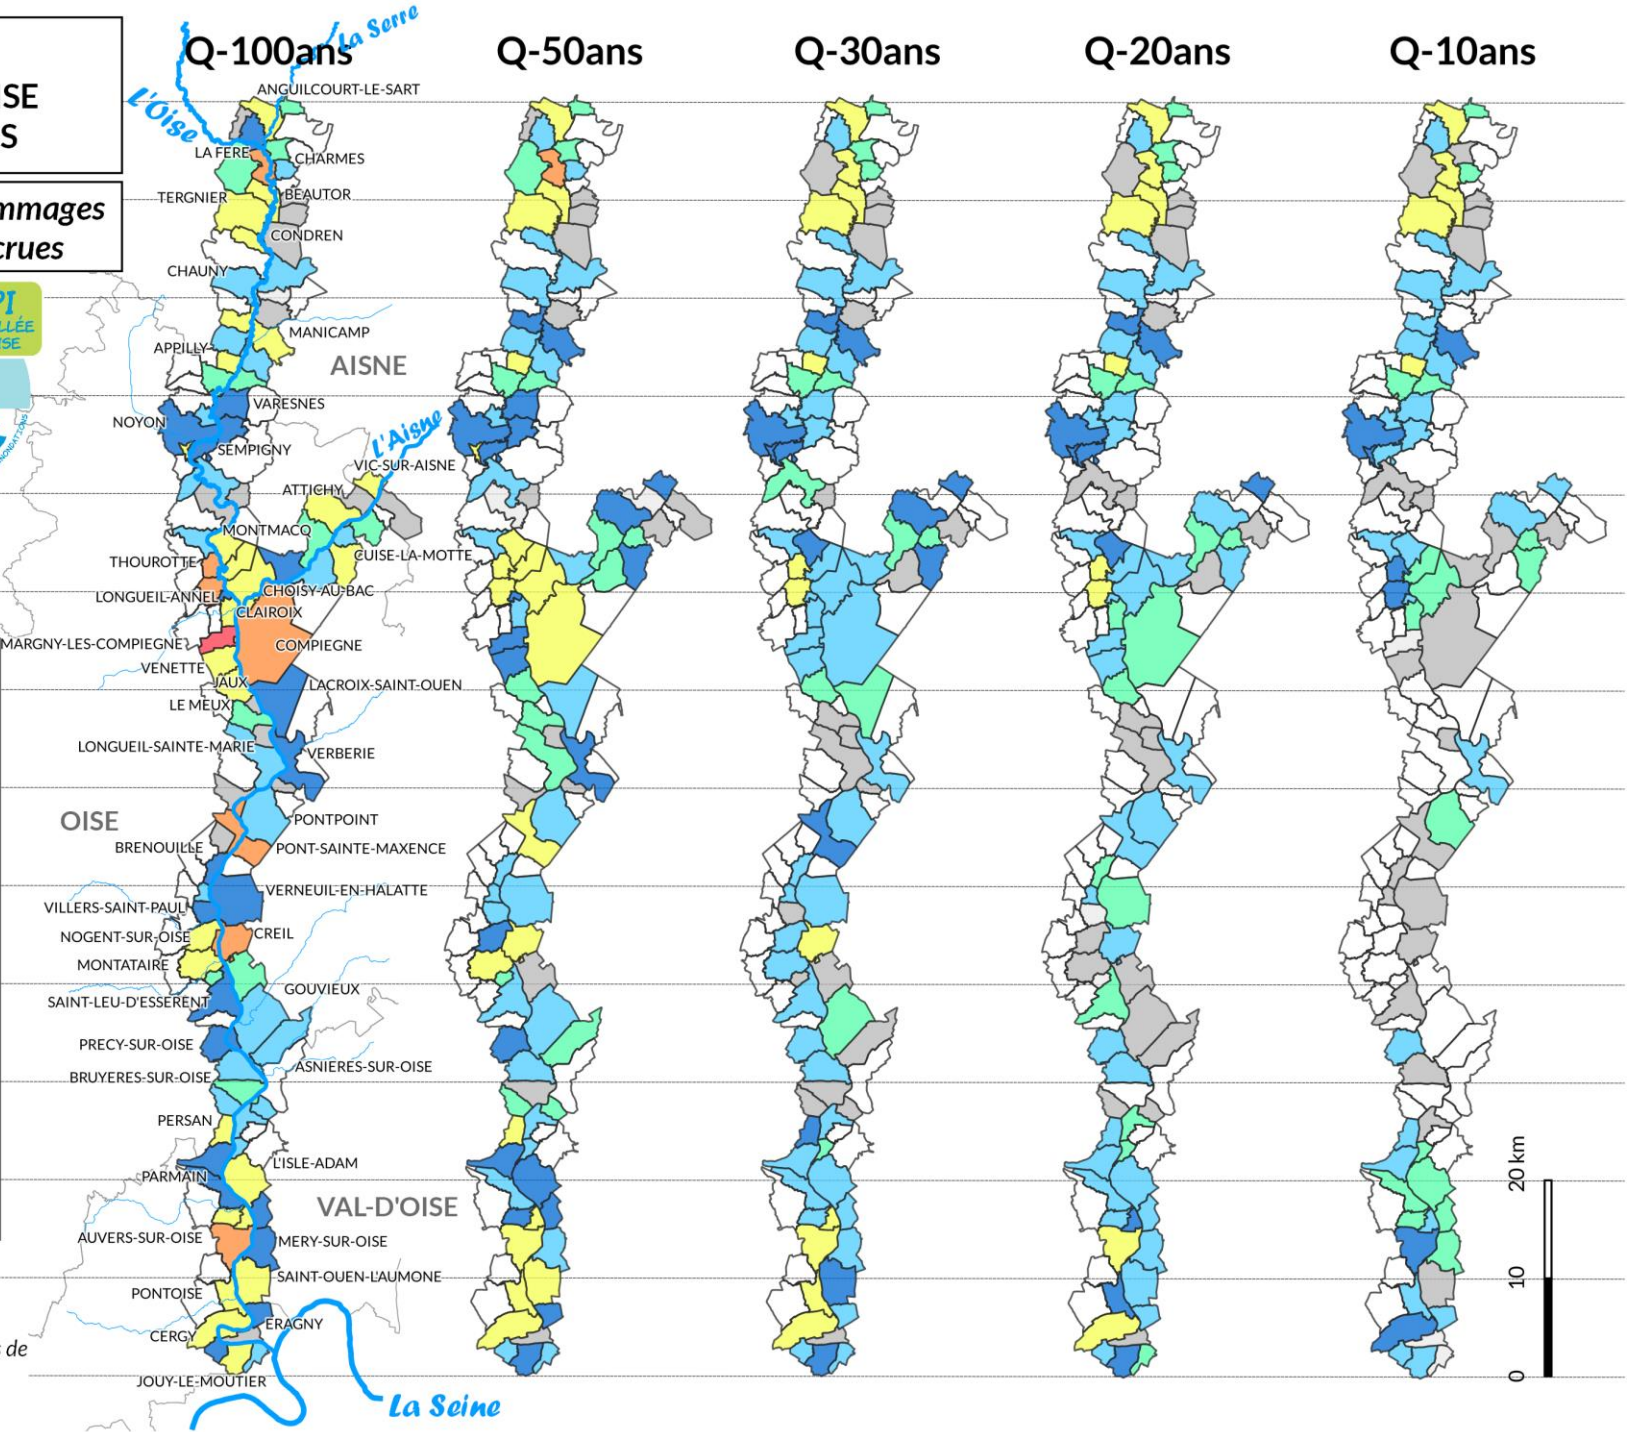 Q-100ans
Q-50ans
Q-30ans
Q-20ans
Q-10ans
La Serre
L'Oise
ANGUILCOURT-LE-SART
LA FERE
CHARMES
TERGNIER
BEAUTOR
mmages
crues
CONDREN
CHAUNY
MANICAMP
APPILLY
AISNE
VARESNES
NOYON
L'Aisne
SEMPIGNY
VIC-SUR-AISNE
ATTICHY
MONTMACQ
CUISE-LA-MOTTE
THOUROTTE
CHOISY-AU-BAC
LONGUEIL-ANNEL
CLAIROIX
MARGNY-LES-COMPIEGNE
COMPIEGNE
VENETTE
JAUX
LACROIX-SAINT-OUEN
LE MEUX
LONGUEIL-SAINTE-MARIE
VERBERIE
OISE
PONTPOINT
BRENOUILLE
PONT-SAINTE-MAXENCE
VERNEUIL-EN-HALATTE
VILLERS-SAINT-PAUL
NOGENT-SUR-OISE
CREIL
MONTATAIRE
GOUVIEUX
SAINT-LEU-D'ESSERENT
PRECY-SUR-OISE
ASNIERES-SUR-OISE
BRUYERES-SUR-OISE
PERSAN
L'ISLE-ADAM
PARMAIN
VAL-D'OISE
AUVERS-SUR-OISE
MERY-SUR-OISE
SAINT-OUEN-L'AUMONE
PONTOISE
ERAGNY
CERGY
s de
JOUY-LE-MOUTIER
La Seine
20 km
10
0